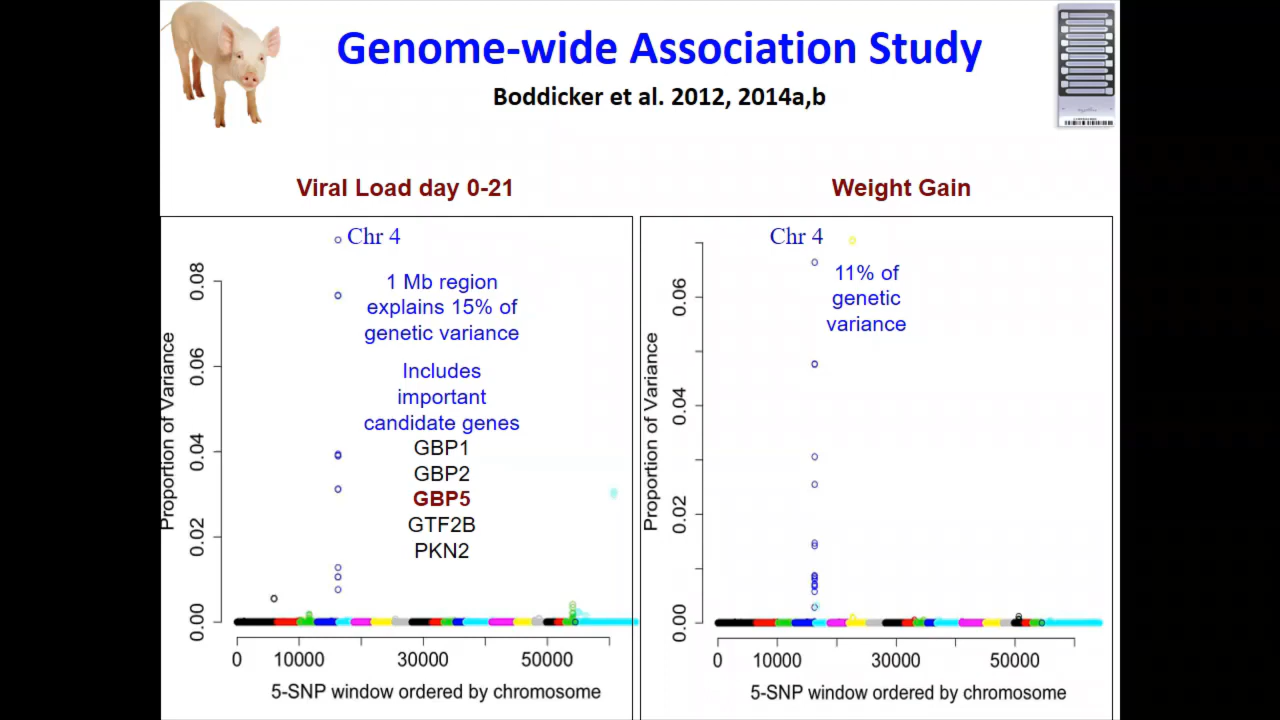 Genome-wide Association Study
Boddicker et al. 2012, 2014a,b
Viral Load day 0-21
Chr 4
1 Mb region
explains 15% of
genetic variance
Includes
important
candidate genes
GBP1
GBP2
GBP5
GTF2B
PKN2
Proportion of Variance
0.08
0.06
0.04
0.02
0.00
0
10000
30000
50000
5-SNP window ordered by chromosome
Weight Gain
Chr 4
11% of
genetic
variance
Proportion of Variance
0.06
0.04
0.02
0.00
0
10000
30000
50000
5-SNP window ordered by chromosome